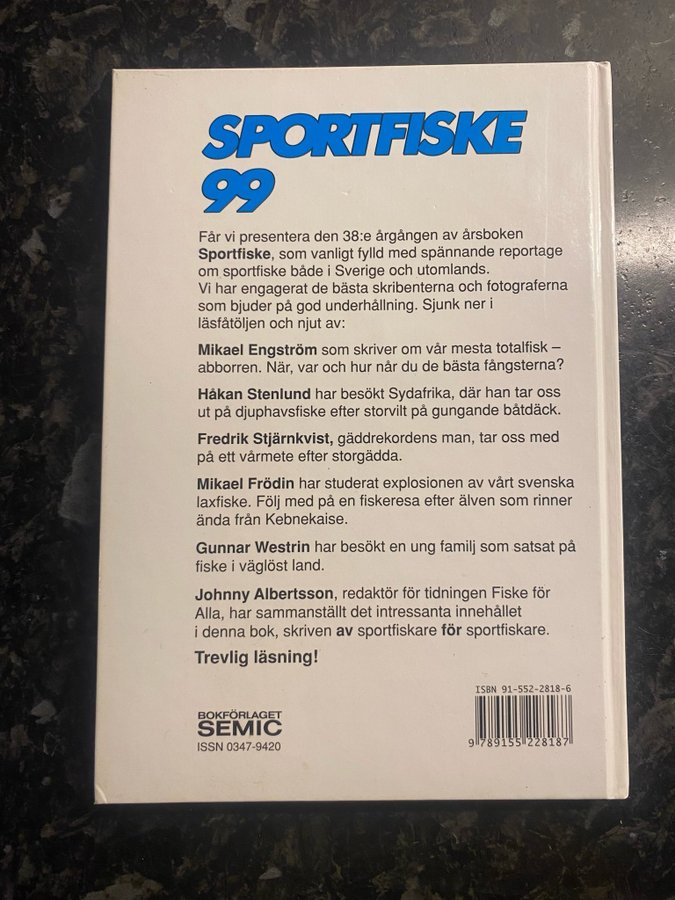 SPORTFISKE
99
Får vi presentera den 38:e årgången av årsboken
Sportfiske, som vanligt fylld med spännande reportage
om sportfiske både i Sverige och utomlands.
Vi har engagerat de bästa skribenterna och fotograferna
som bjuder på god underhållning. Sjunk ner i
läsfåtöljen och njut av:
Mikael Engström som skriver om vår mesta totalfisk –
abborren. När, var och hur når du de bästa fångsterna?
Håkan Stenlund har besökt Sydafrika, där han tar oss
ut på djuphavsfiske efter storvilt på gungande båtdäck.
Fredrik Stjärnkvist, gäddrekordens man, tar oss med
på ett vårmete efter storgädda.
Mikael Frödin har studerat explosionen av vårt svenska
laxfiske. Följ med på en fiskeresa efter älven som rinner
ända från Kebnekaise.
Gunnar Westrin har besökt en ung familj som satsat på
fiske i väglöst land.
Johnny Albertsson, redaktör för tidningen Fiske för
Alla, har sammanställt det intressanta innehållet
i denna bok, skriven av sportfiskare för sportfiskare.
Trevlig läsning!
BOKFÖRLAGET
SEMIC
ISSN 0347-9420
ISBN 91-552-2818-6
9 789155 228187